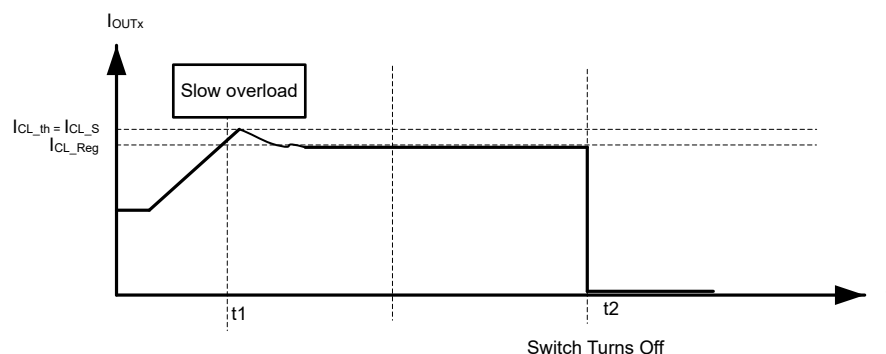 IOUTx
Slow overload
ICL_th = ICL_S
ICL_Reg
t1
t2
Switch Turns Off